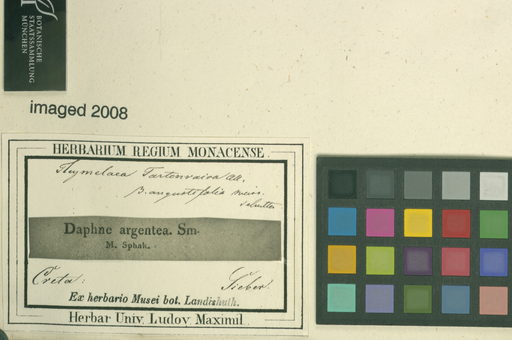 BOTANISCHE
STAATSSAMMLUNG
MÜNCHEN
imaged 2008
HERBARIUM REGIUM MONACENSE.
Thymelaea Tartonraira All.
β. angustifolia Meisn.
Daphne argentea. Sm.
M. Sphak.
Creta: Sieber.
Ex herbario Musei bot. Landishuth.
Herbar. Univ. Ludov. Maximil.